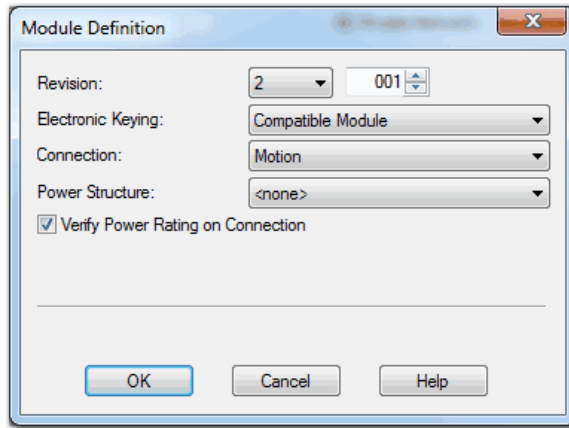 Module Definition
Revision: 2 001
Electronic Keying: Compatible Module
Connection: Motion
Power Structure: <none>
Verify Power Rating on Connection
OK Cancel Help